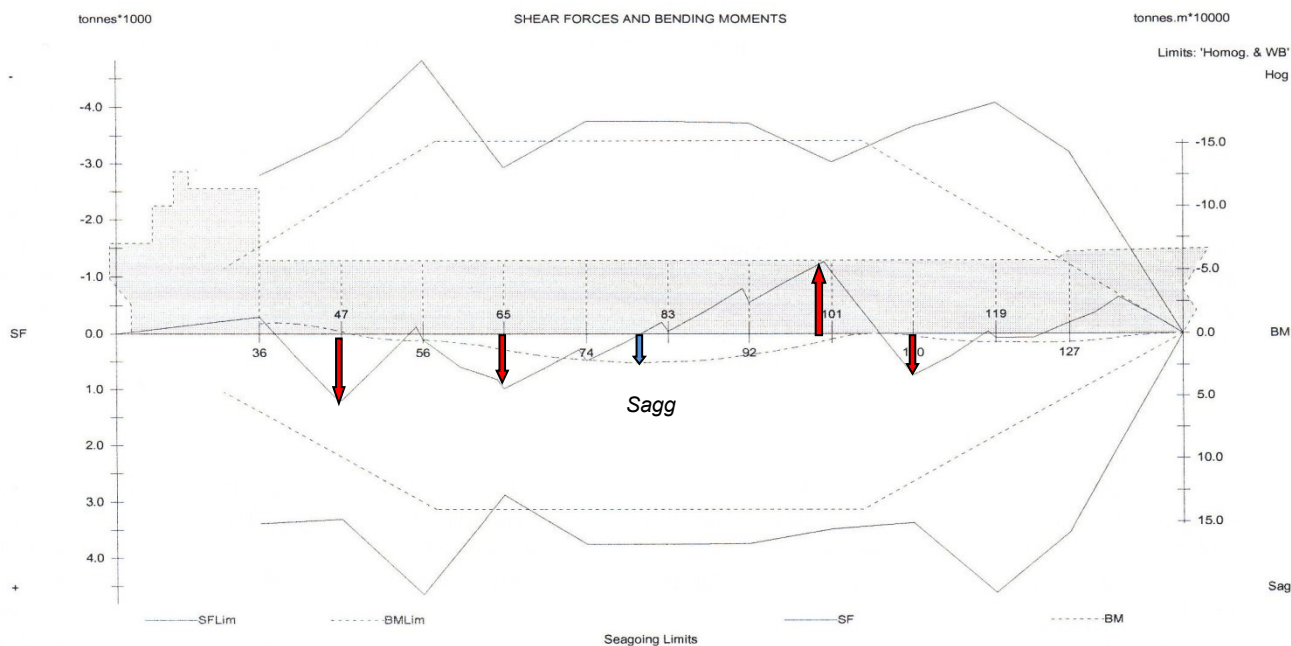 tonnes*1000 SHEAR FORCES AND BENDING MOMENTS tonnes.m*10000
Limits: 'Homog. & WB'
- Hog
-4.0
-3.0
-2.0
-1.0
0.0
1.0
2.0
3.0
4.0
SF
+
-15.0
-10.0
-5.0
0.0
5.0
10.0
15.0
BM
Sag
47 65 83 101 119
36 56 74 92 127
Sagg
SFLim BMLim SF BM
Seagoing Limits